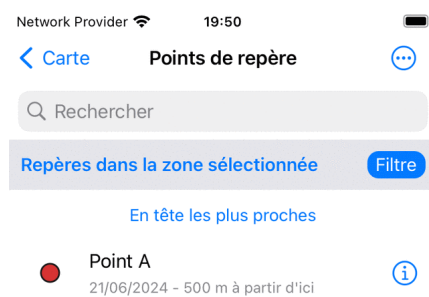 Network Provider 19:50
Carte Points de repère
Rechercher
Repères dans la zone sélectionnée Filtre
En tête les plus proches
Point A
21/06/2024 - 500 m à partir d'ici